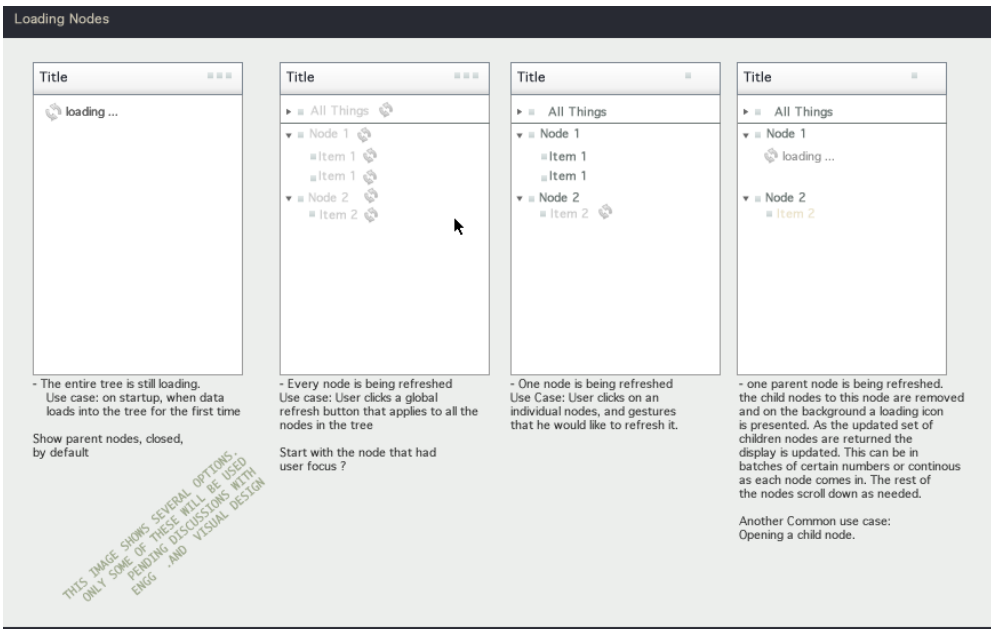 Loading Nodes
Title
loading ...
- The entire tree is still loading.
Use case: on startup, when data
loads into the tree for the first time
Show parent nodes, closed,
by default
THIS IMAGE SHOWS SEVERAL OPTIONS.
ONLY SOME OF THESE WILL BE USED
PENDING DISCUSSIONS WITH
ENGG .AND VISUAL DESIGN
Title
All Things
Node 1
Item 1
Item 1
Node 2
Item 2
- Every node is being refreshed
Use case: User clicks a global
refresh button that applies to all the
nodes in the tree
Start with the node that had
user focus ?
Title
All Things
Node 1
Item 1
Item 1
Node 2
Item 2
- One node is being refreshed
Use Case: User clicks on an
individual nodes, and gestures
that he would like to refresh it.
Title
All Things
Node 1
loading ...
Node 2
Item 2
- one parent node is being refreshed.
the child nodes to this node are removed
and on the background a loading icon
is presented. As the updated set of
children nodes are returned the
display is updated. This can be in
batches of certain numbers or continous
as each node comes in. The rest of
the nodes scroll down as needed.
Another Common use case:
Opening a child node.